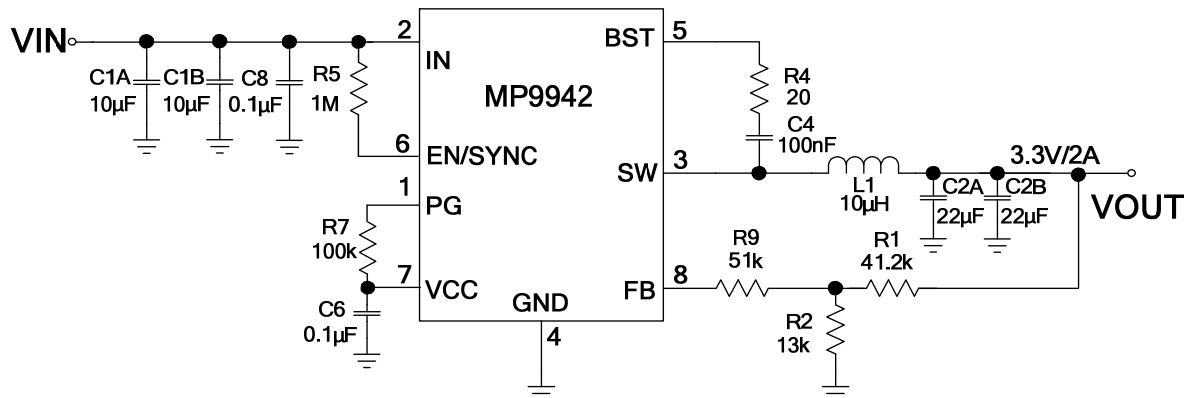 VIN
C1A
10µF
C1B
10µF
C8
0.1µF
R5
1M
2
IN
MP9942
BST
5
R4
20
C4
100nF
6
EN/SYNC
1
PG
SW
3
L1
10µH
3.3V/2A
C2A
22µF
C2B
22µF
VOUT
R7
100k
7
VCC
C6
0.1µF
GND
4
FB
8
R9
51k
R1
41.2k
R2
13k